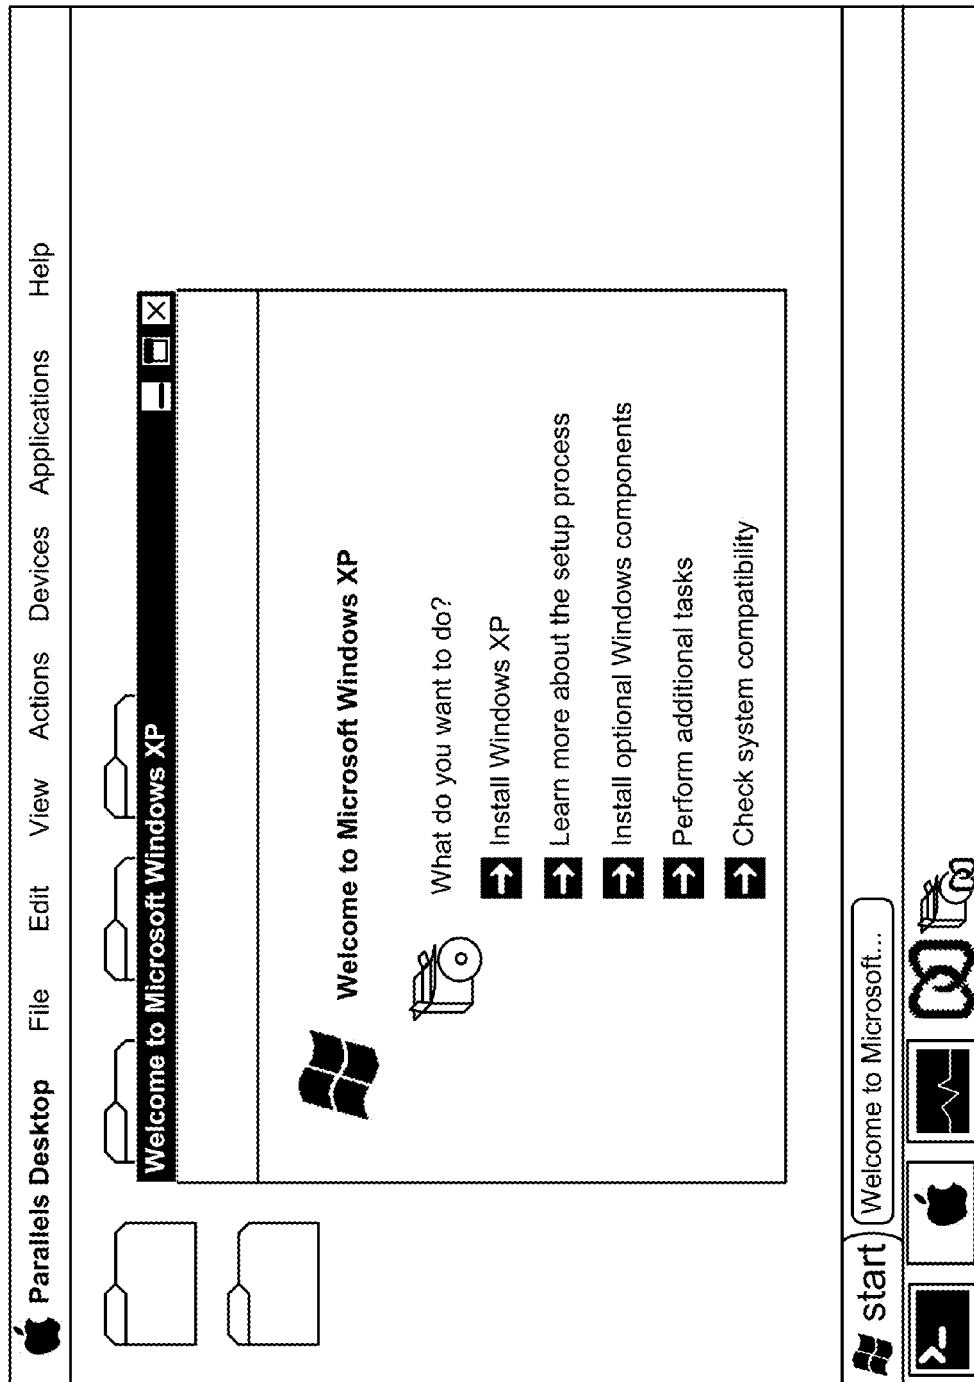 Parallels Desktop File Edit View Actions Devices Applications Help
Welcome to Microsoft Windows XP
Welcome to Microsoft Windows XP
What do you want to do?
Install Windows XP
Learn more about the setup process
Install optional Windows components
Perform additional tasks
Check system compatibility
start Welcome to Microsoft...